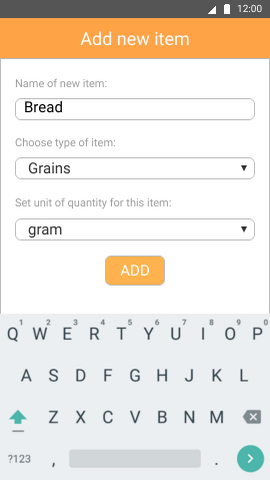 12:00
Add new item
Name of new item:
Bread
Choose type of item:
Grains
Set unit of quantity for this item:
gram
ADD
1 2 3 4 5 6 7 8 9 0
Q W E R T Y U I O P
A S D F G H J K L
Z X C V B N M
?123 , .